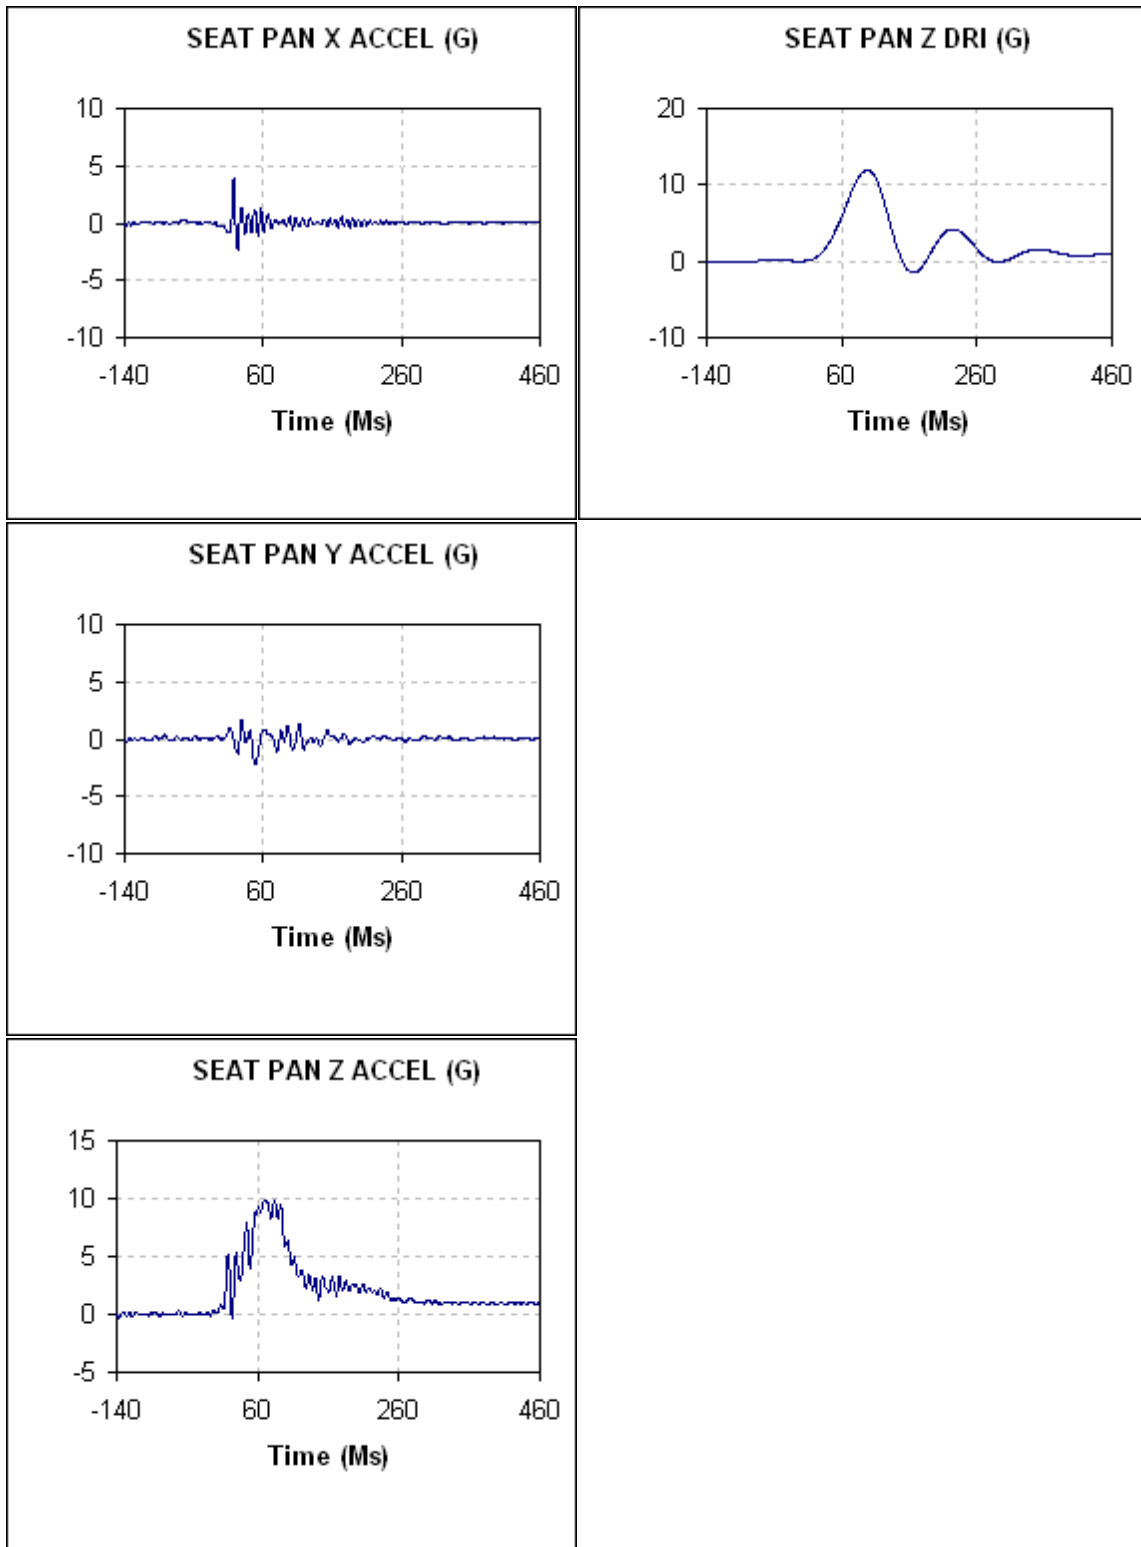 SEAT PAN X ACCEL (G)
10
5
0
-5
-10
-140 60 260 460
Time (Ms)
SEAT PAN Z DRI (G)
20
10
0
-10
-140 60 260 460
Time (Ms)
SEAT PAN Y ACCEL (G)
10
5
0
-5
-10
-140 60 260 460
Time (Ms)
SEAT PAN Z ACCEL (G)
15
10
5
0
-5
-140 60 260 460
Time (Ms)